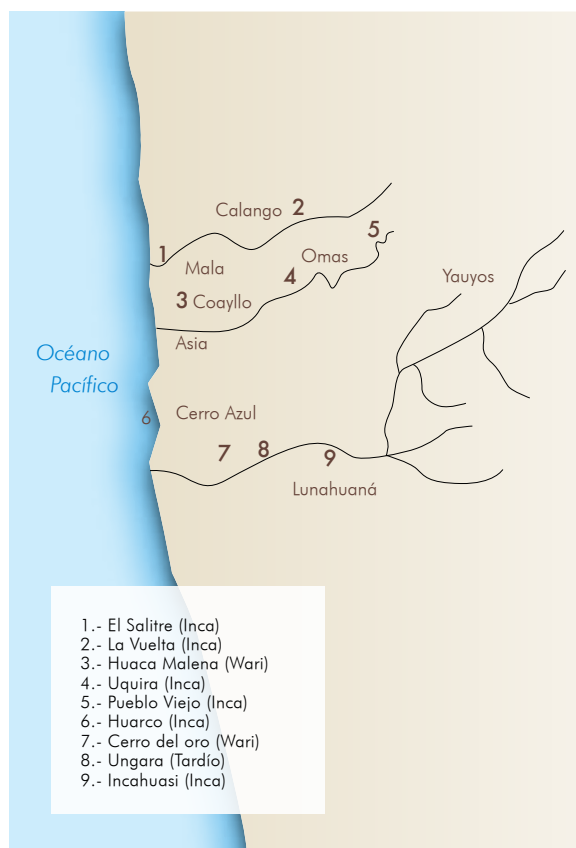 Calango 2
5
1
Omas
Mala
4
Yauyos
3 Coayllo
Asia
Océano
Pacífico
6 Cerro Azul
7
8
9
Lunahuaná
1.- El Salitre (Inca)
2.- La Vuelta (Inca)
3.- Huaca Malena (Wari)
4.- Uquira (Inca)
5.- Pueblo Viejo (Inca)
6.- Huarco (Inca)
7.- Cerro del oro (Wari)
8.- Ungara (Tardío)
9.- Incahuasi (Inca)